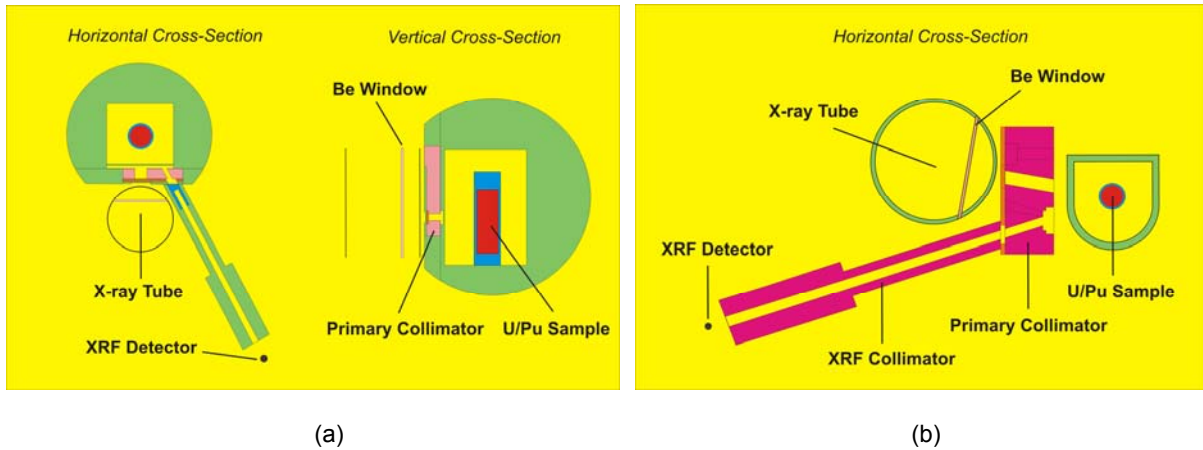 Horizontal Cross-Section
Vertical Cross-Section
Be Window
X-ray Tube
Primary Collimator
U/Pu Sample
XRF Detector
(a)
Horizontal Cross-Section
Be Window
X-ray Tube
XRF Detector
U/Pu Sample
Primary Collimator
XRF Collimator
(b)